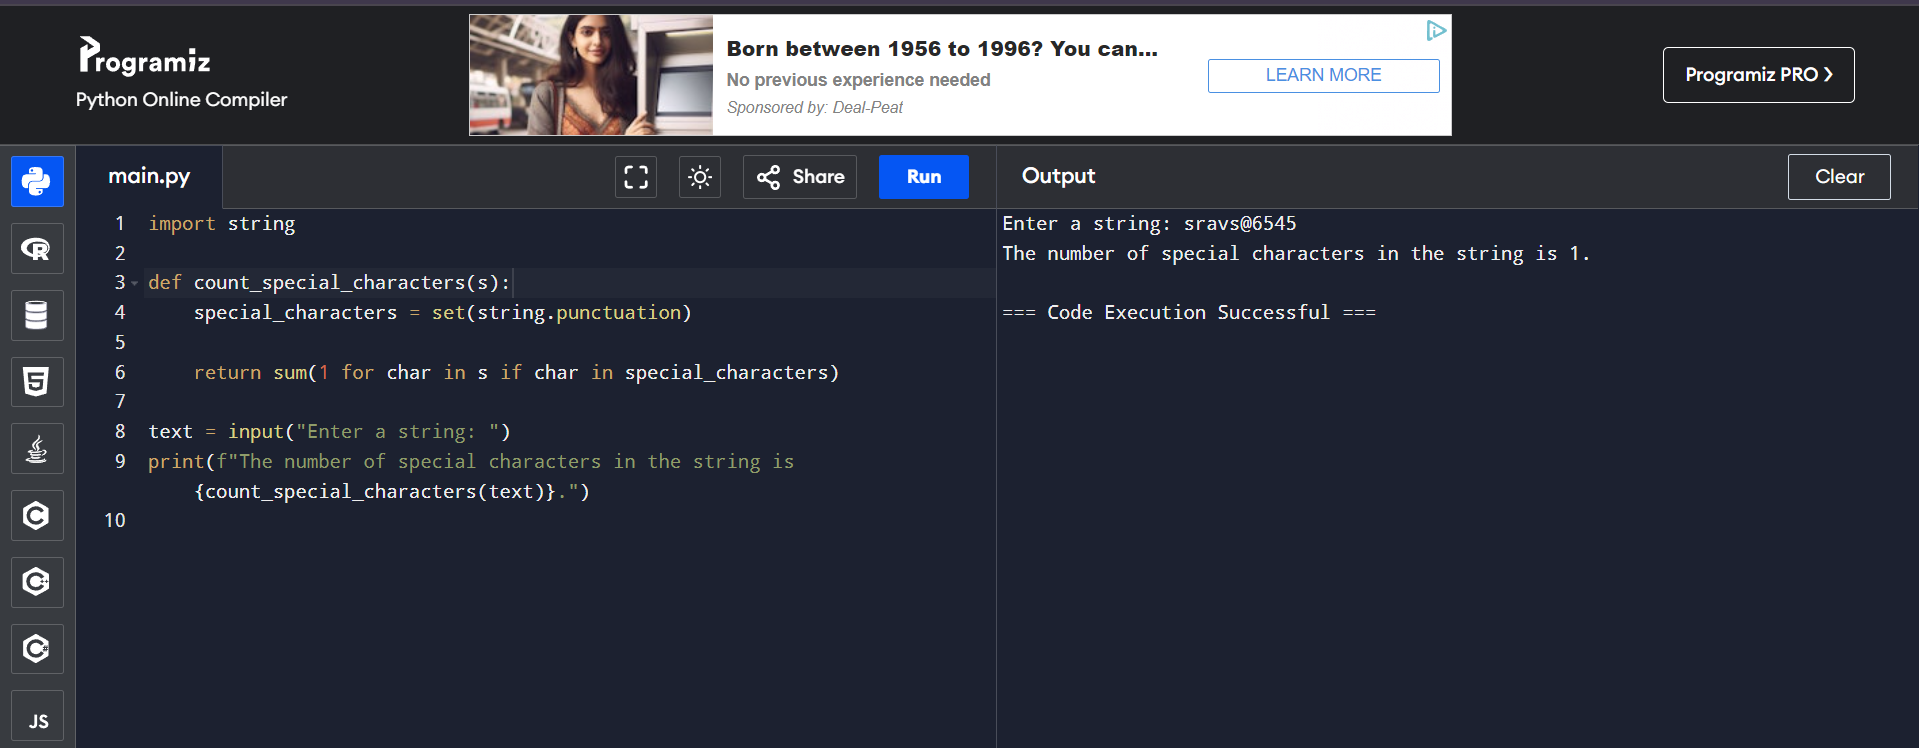 Programiz
Python Online Compiler
Born between 1956 to 1996? You can...
No previous experience needed
Sponsored by: Deal-Peat
LEARN MORE
Programiz PRO ❯
main.py
Share
Run
Output
Clear
1 import string
2
3 def count_special_characters(s):
4     special_characters = set(string.punctuation)
5
6     return sum(1 for char in s if char in special_characters)
7
8 text = input("Enter a string: ")
9 print(f"The number of special characters in the string is
{count_special_characters(text)}.")
10
Enter a string: sravs@6545
The number of special characters in the string is 1.
=== Code Execution Successful ===
R
5
C
C++
C#
JS